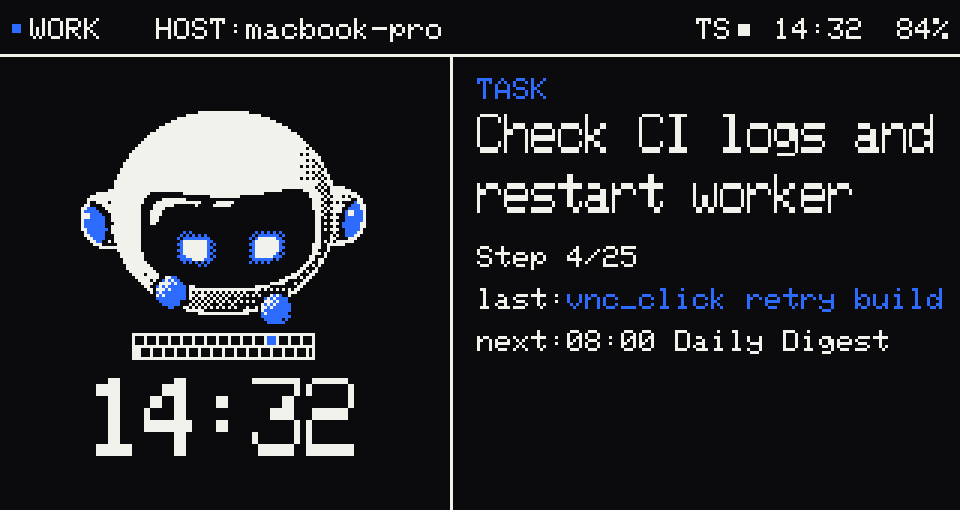 WORK HOST:macbook-pro TS 14:32 84%
TASK
Check CI logs and
restart worker
Step 4/25
last:vnc_click retry build
next:08:00 Daily Digest
14:32